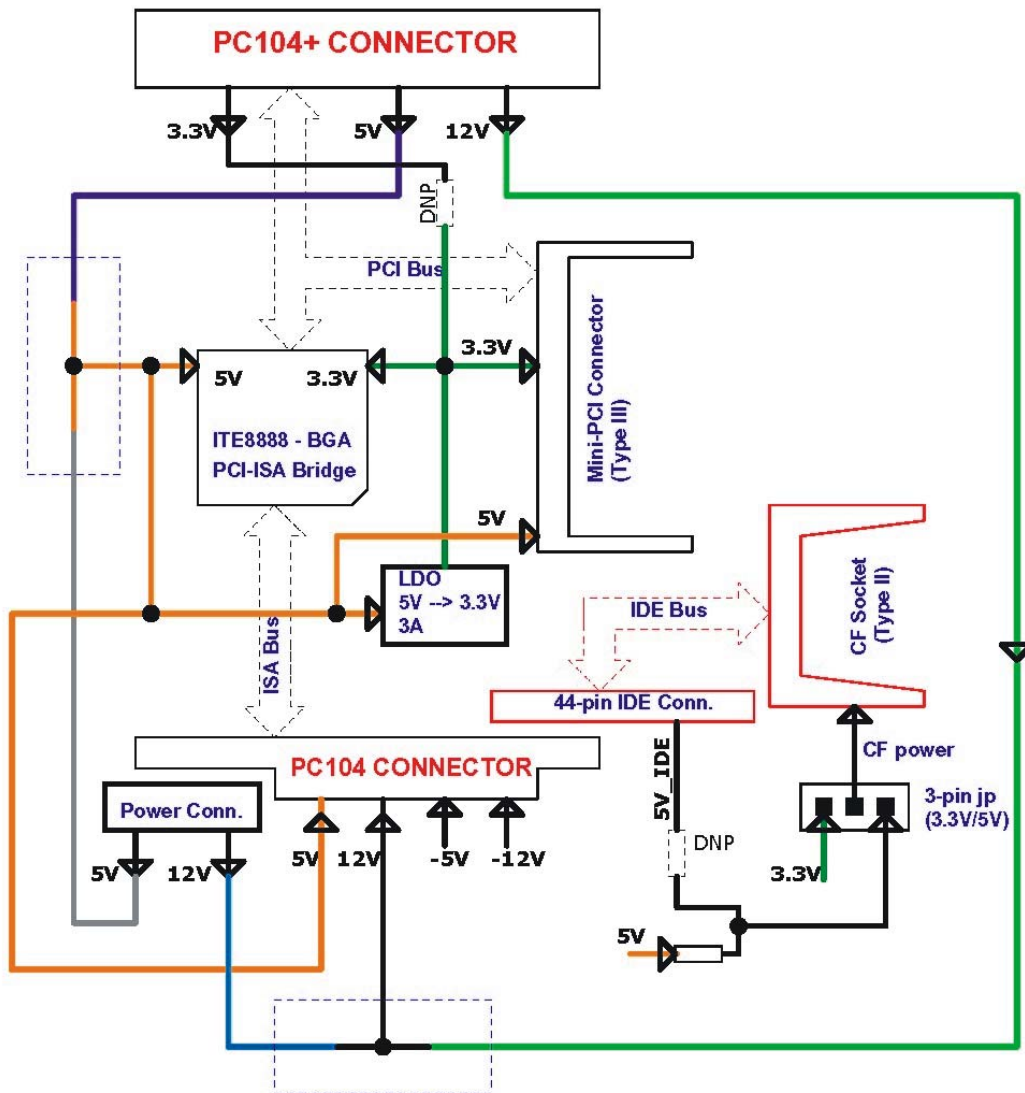 PC104+ CONNECTOR
3.3V
5V
12V
DNP
PCI Bus
5V
3.3V
3.3V
ITE8888 - BGA
PCI-ISA Bridge
Mini-PCI Connector
(Type III)
5V
LDO
5V --> 3.3V
3A
ISA Bus
IDE Bus
CF Socket
(Type II)
44-pin IDE Conn.
PC104 CONNECTOR
5V_IDE
CF power
Power Conn.
3-pin jp
(3.3V/5V)
5V
12V
5V
12V
-5V
-12V
DNP
3.3V
5V